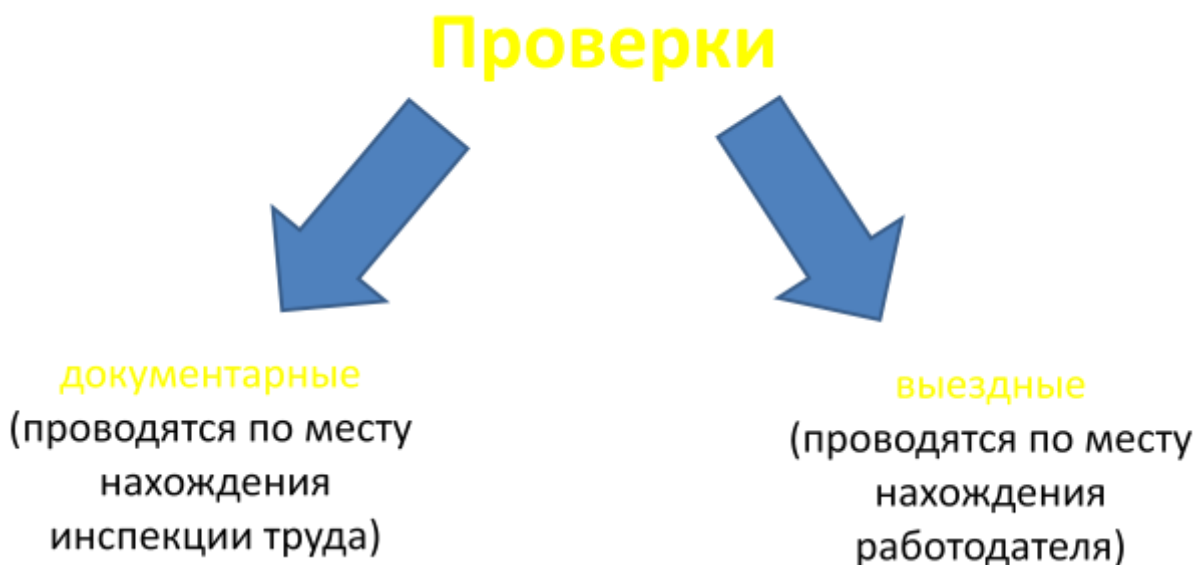 Проверки
документарные
(проводятся по месту
нахождения
инспекции труда)
выездные
(проводятся по месту
нахождения
работодателя)